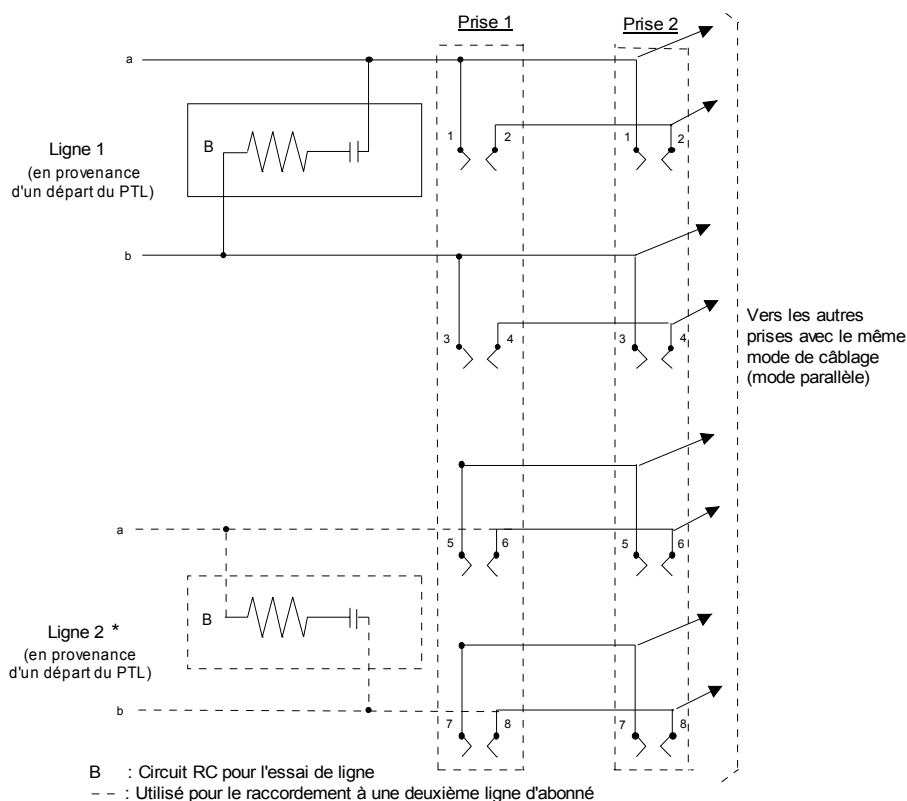 Prise 1
Prise 2
a
1
2
1
2
B
Ligne 1
(en provenance
d'un départ du PTL)
b
3
4
3
4
Vers les autres
prises avec le même
mode de câblage
(mode parallèle)
a
5
6
5
6
B
Ligne 2 *
(en provenance
d'un départ du PTL)
b
7
8
7
8
B : Circuit RC pour l'essai de ligne
- - : Utilisé pour le raccordement à une deuxième ligne d'abonné